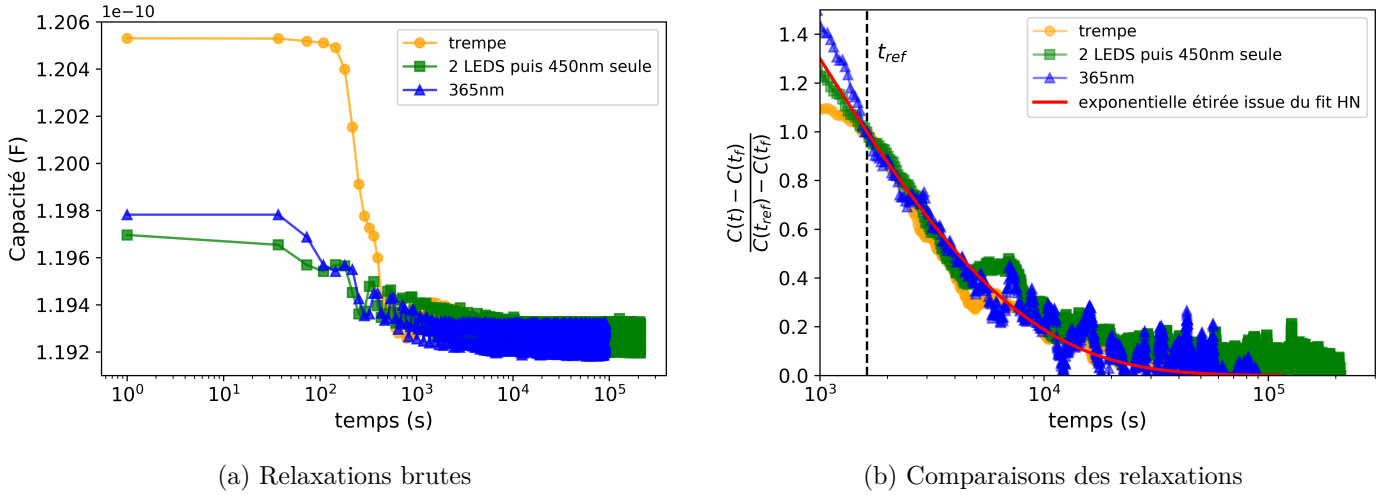 1e−10
1.206
1.204
1.202
1.200
1.198
1.196
1.194
1.192
Capacité (F)
10⁰ 10¹ 10² 10³ 10⁴ 10⁵
temps (s)
trempe
2 LEDS puis 450nm seule
365nm
(a) Relaxations brutes
1.4
1.2
1.0
0.8
0.6
0.4
0.2
0.0
C(t) − C(t_f)
C(t_ref) − C(t_f)
t_ref
trempe
2 LEDS puis 450nm seule
365nm
exponentielle étirée issue du fit HN
10³ 10⁴ 10⁵
temps (s)
(b) Comparaisons des relaxations